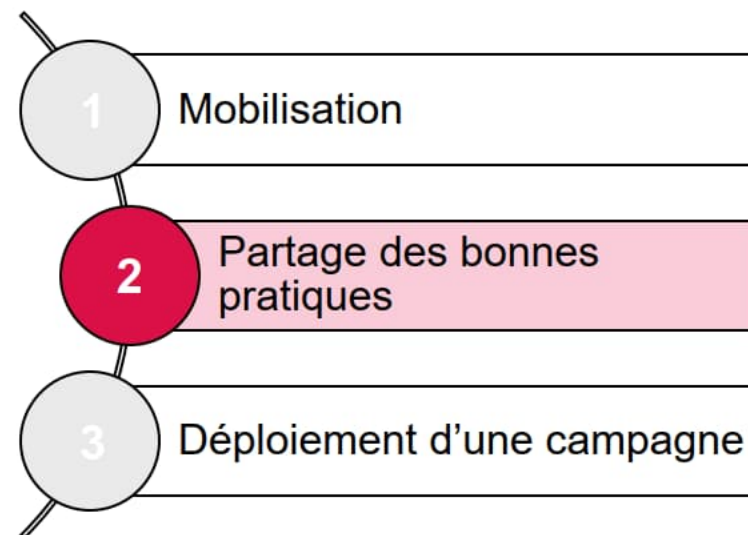 1
Mobilisation
2
Partage des bonnes
pratiques
3
Déploiement d’une campagne